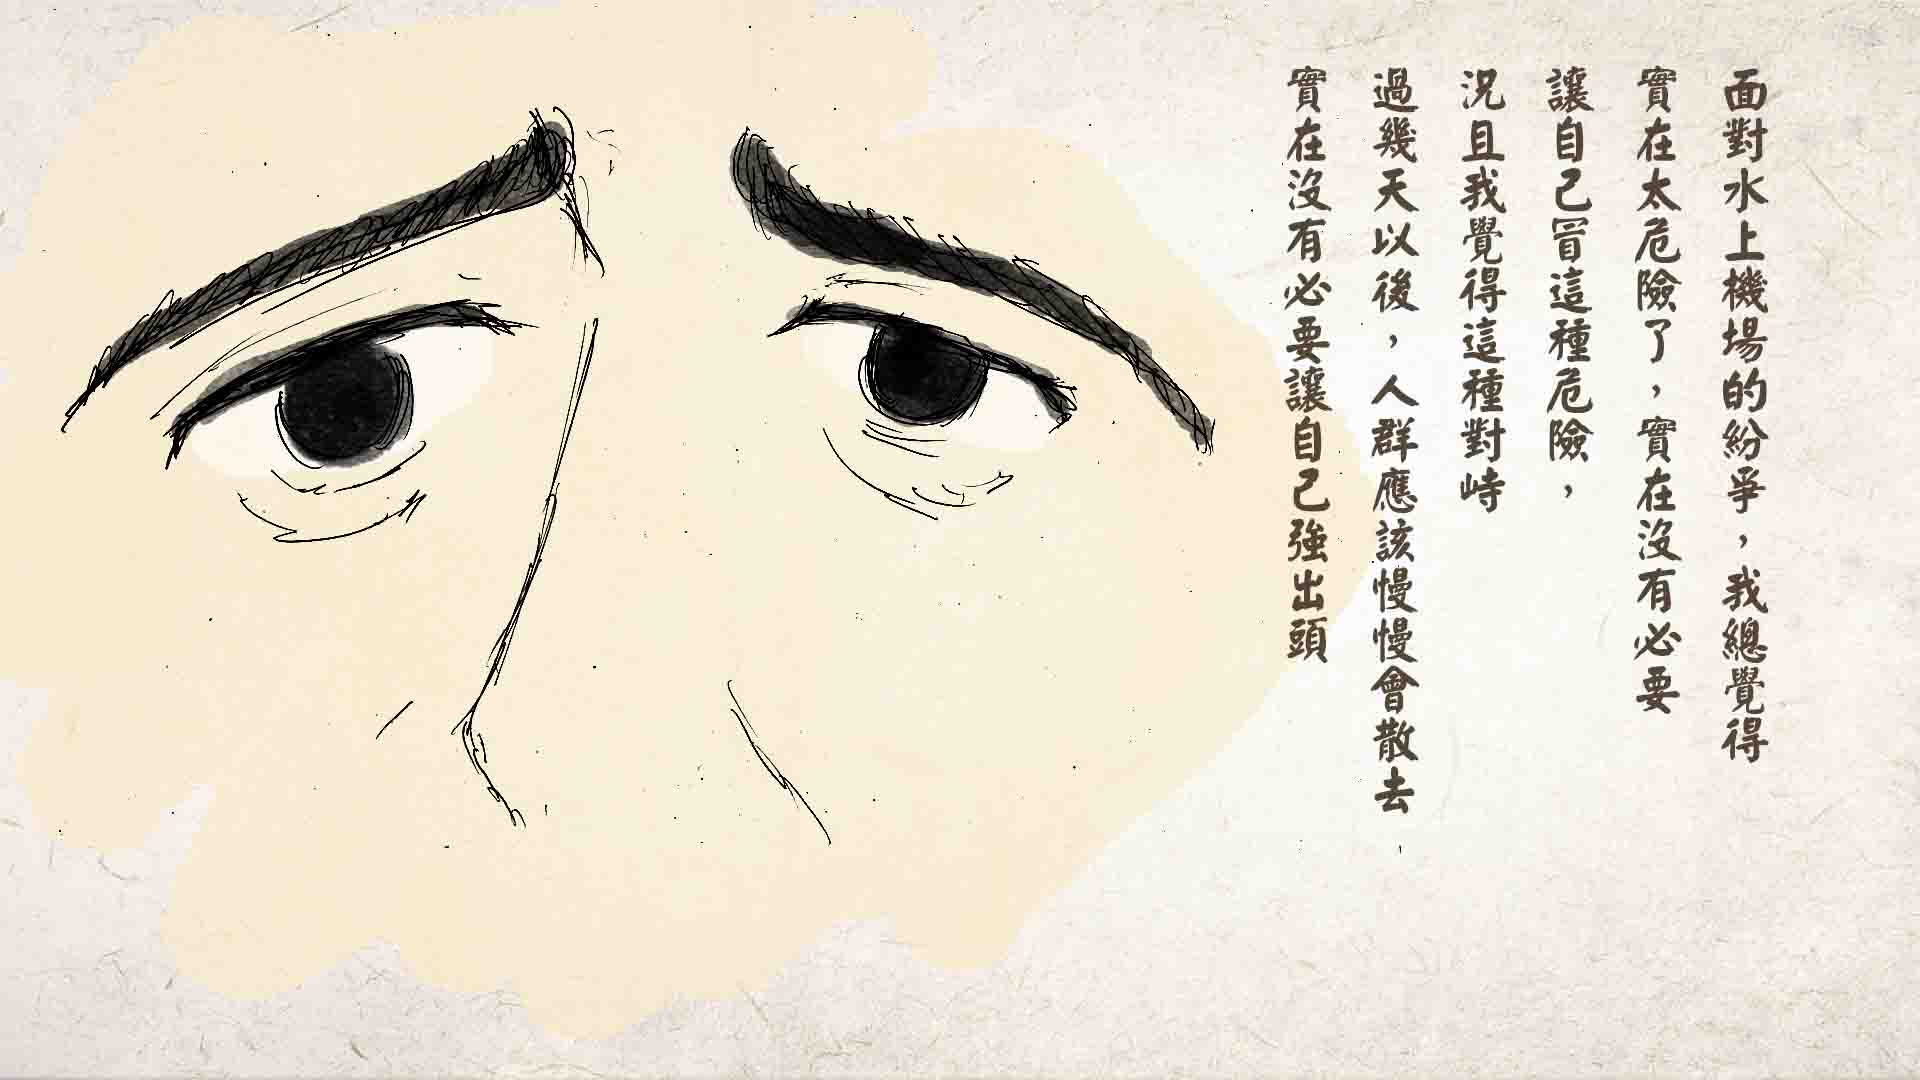 面對水上機場的紛爭，我總覺得
實在太危險了，實在沒有必要
讓自己冒這種危險，
況且我覺得這種對峙
過幾天以後，人群應該慢慢會散去
實在沒有必要讓自己強出頭